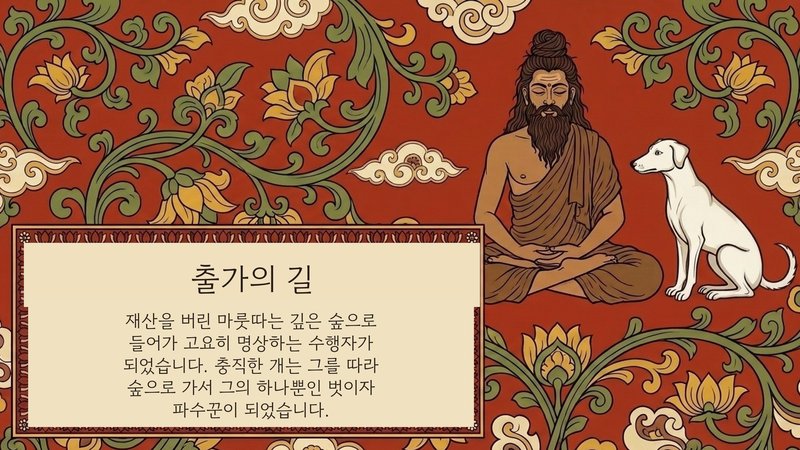 출가의 길
재산을 버린 마룻따는 깊은 숲으로
들어가 고요히 명상하는 수행자가
되었습니다. 충직한 개는 그를 따라
숲으로 가서 그의 하나뿐인 벗이자
파수꾼이 되었습니다.